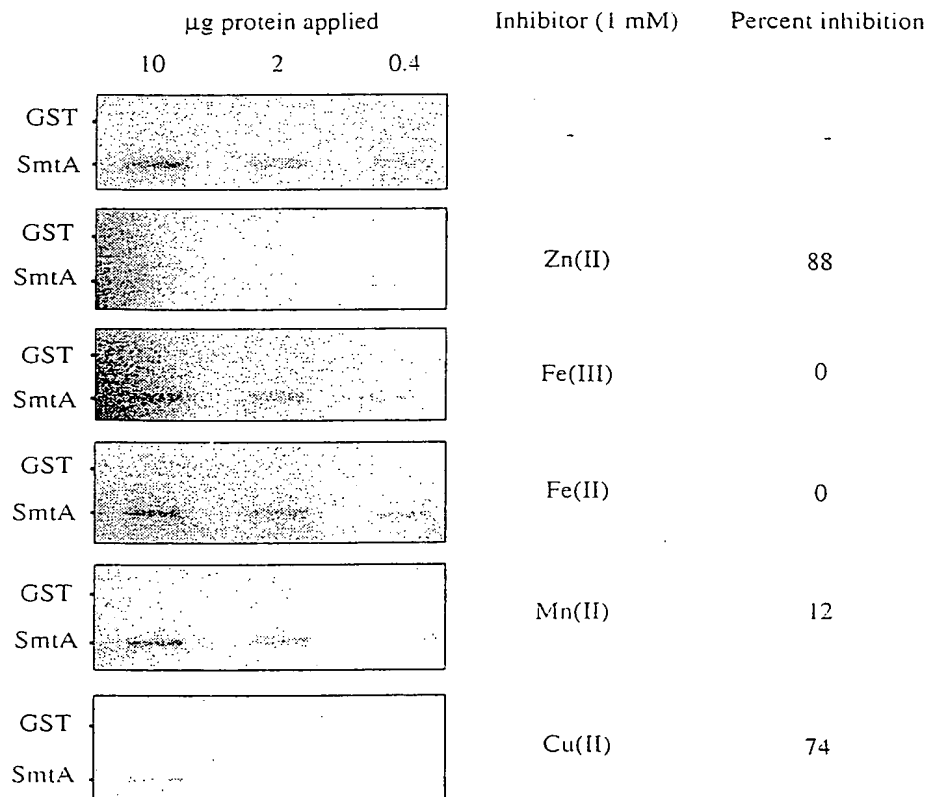 µg protein applied Inhibitor (1 mM) Percent inhibition
10 2 0.4
GST
SmtA - -
GST
SmtA Zn(II) 88
GST
SmtA Fe(III) 0
GST
SmtA Fe(II) 0
GST
SmtA Mn(II) 12
GST
SmtA Cu(II) 74